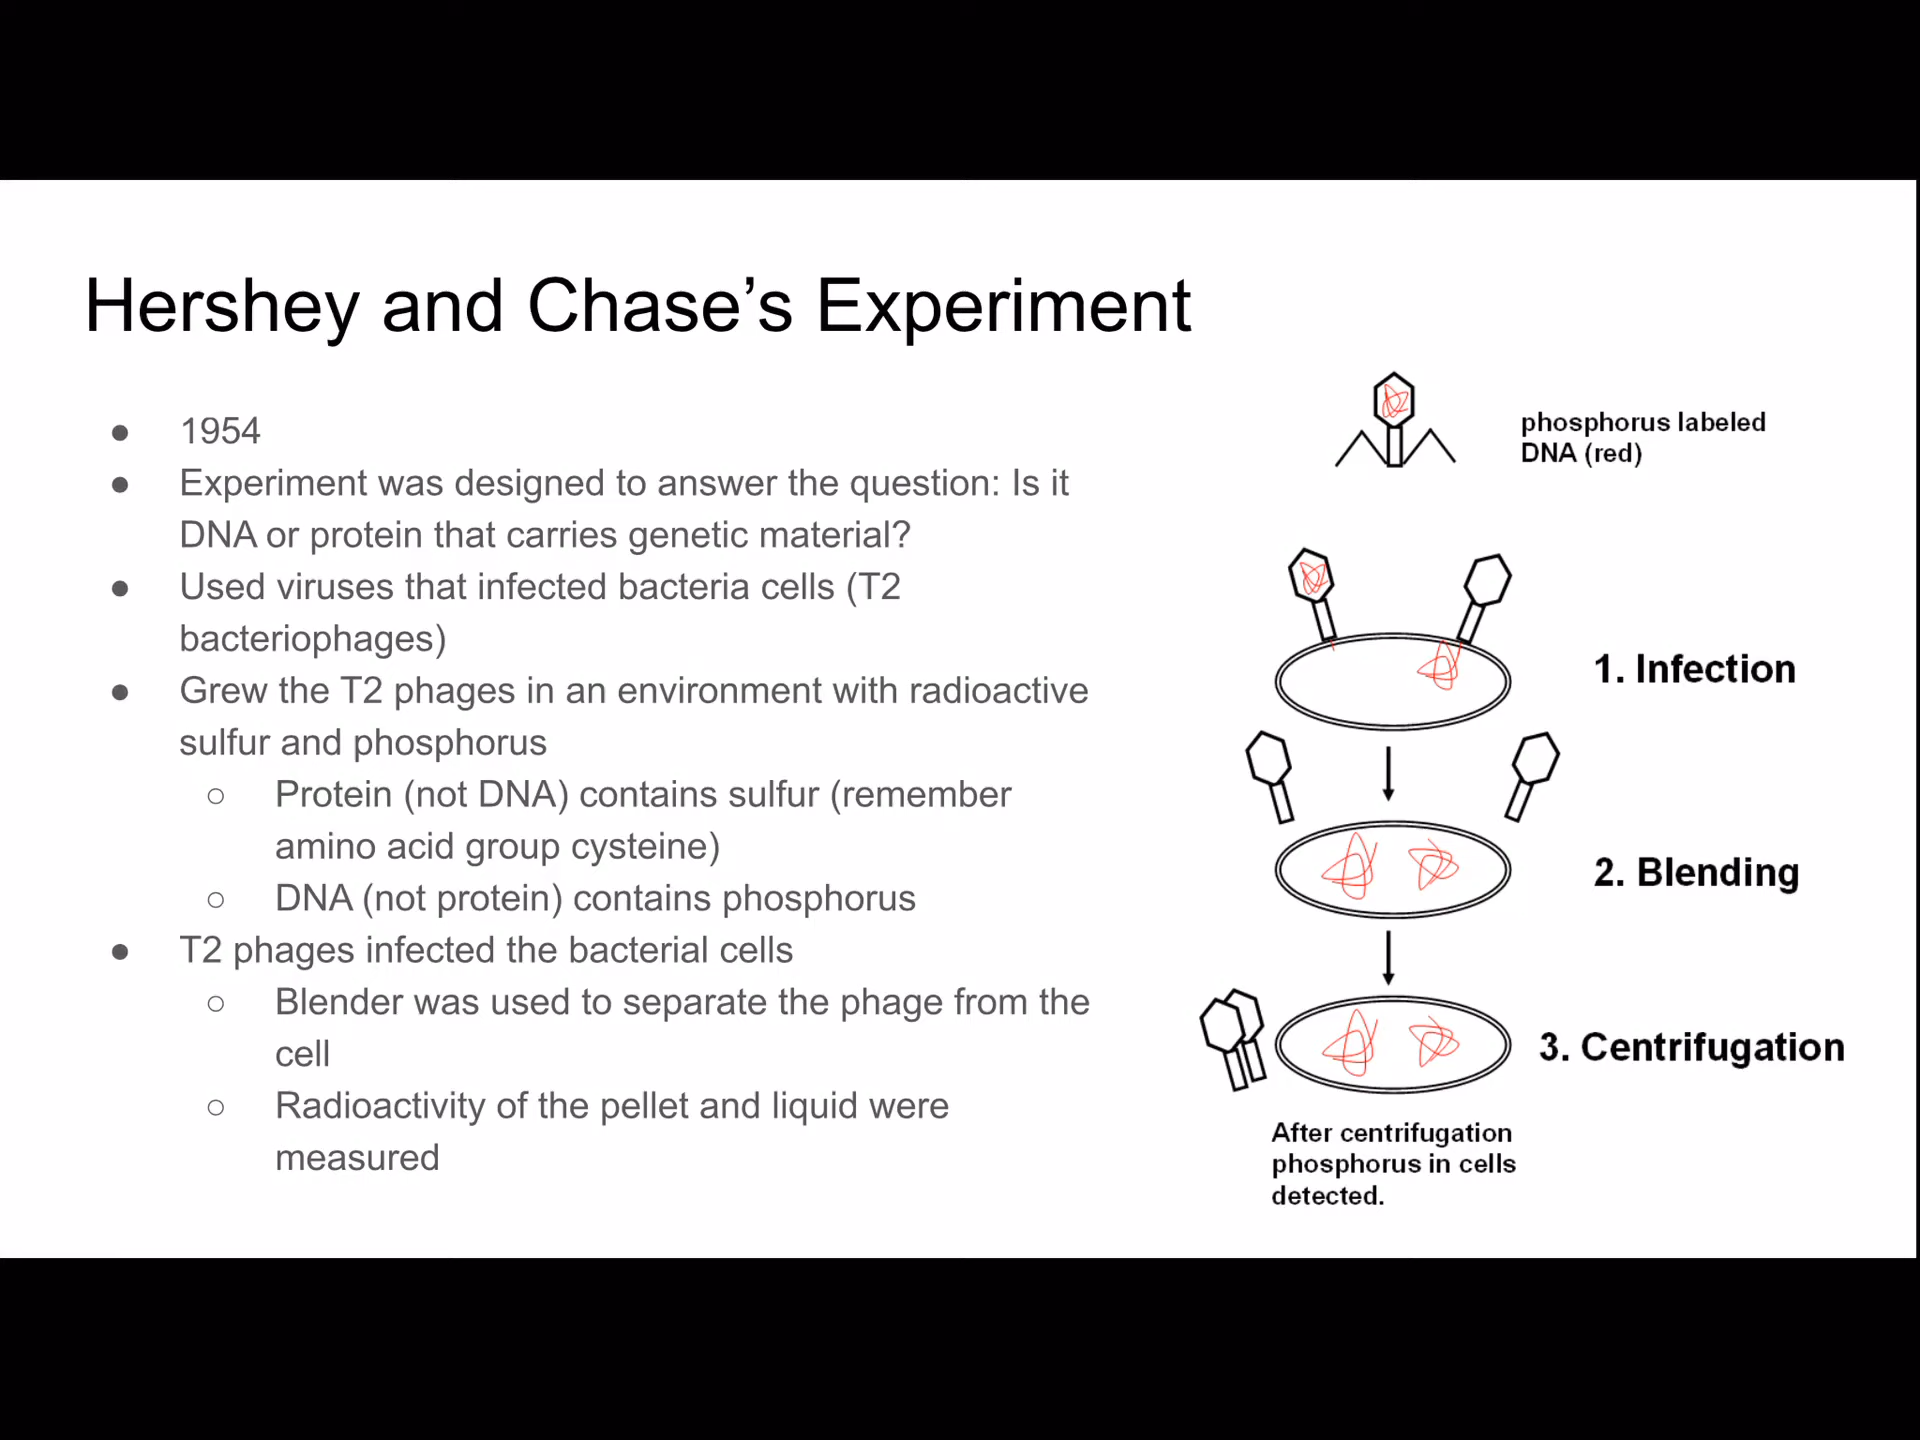 Hershey and Chase’s Experiment
● 1954
● Experiment was designed to answer the question: Is it
DNA or protein that carries genetic material?
● Used viruses that infected bacteria cells (T2
bacteriophages)
● Grew the T2 phages in an environment with radioactive
sulfur and phosphorus
○ Protein (not DNA) contains sulfur (remember
amino acid group cysteine)
○ DNA (not protein) contains phosphorus
● T2 phages infected the bacterial cells
○ Blender was used to separate the phage from the
cell
○ Radioactivity of the pellet and liquid were
measured
phosphorus labeled
DNA (red)
1. Infection
2. Blending
3. Centrifugation
After centrifugation
phosphorus in cells
detected.